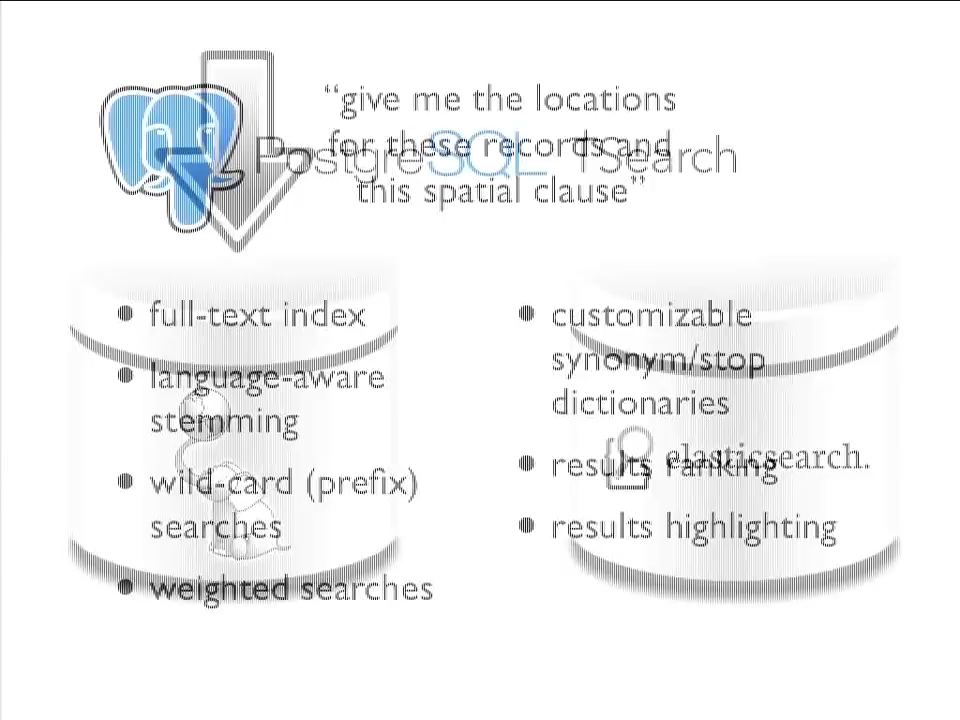 “give me the locations
for these records and
this spatial clause”
PostgreSQL TSearch
• full-text index
• language-aware
stemming
• wild-card (prefix)
searches
• weighted searches
• customizable
synonym/stop
dictionaries
• results ranking
• results highlighting
elasticsearch.